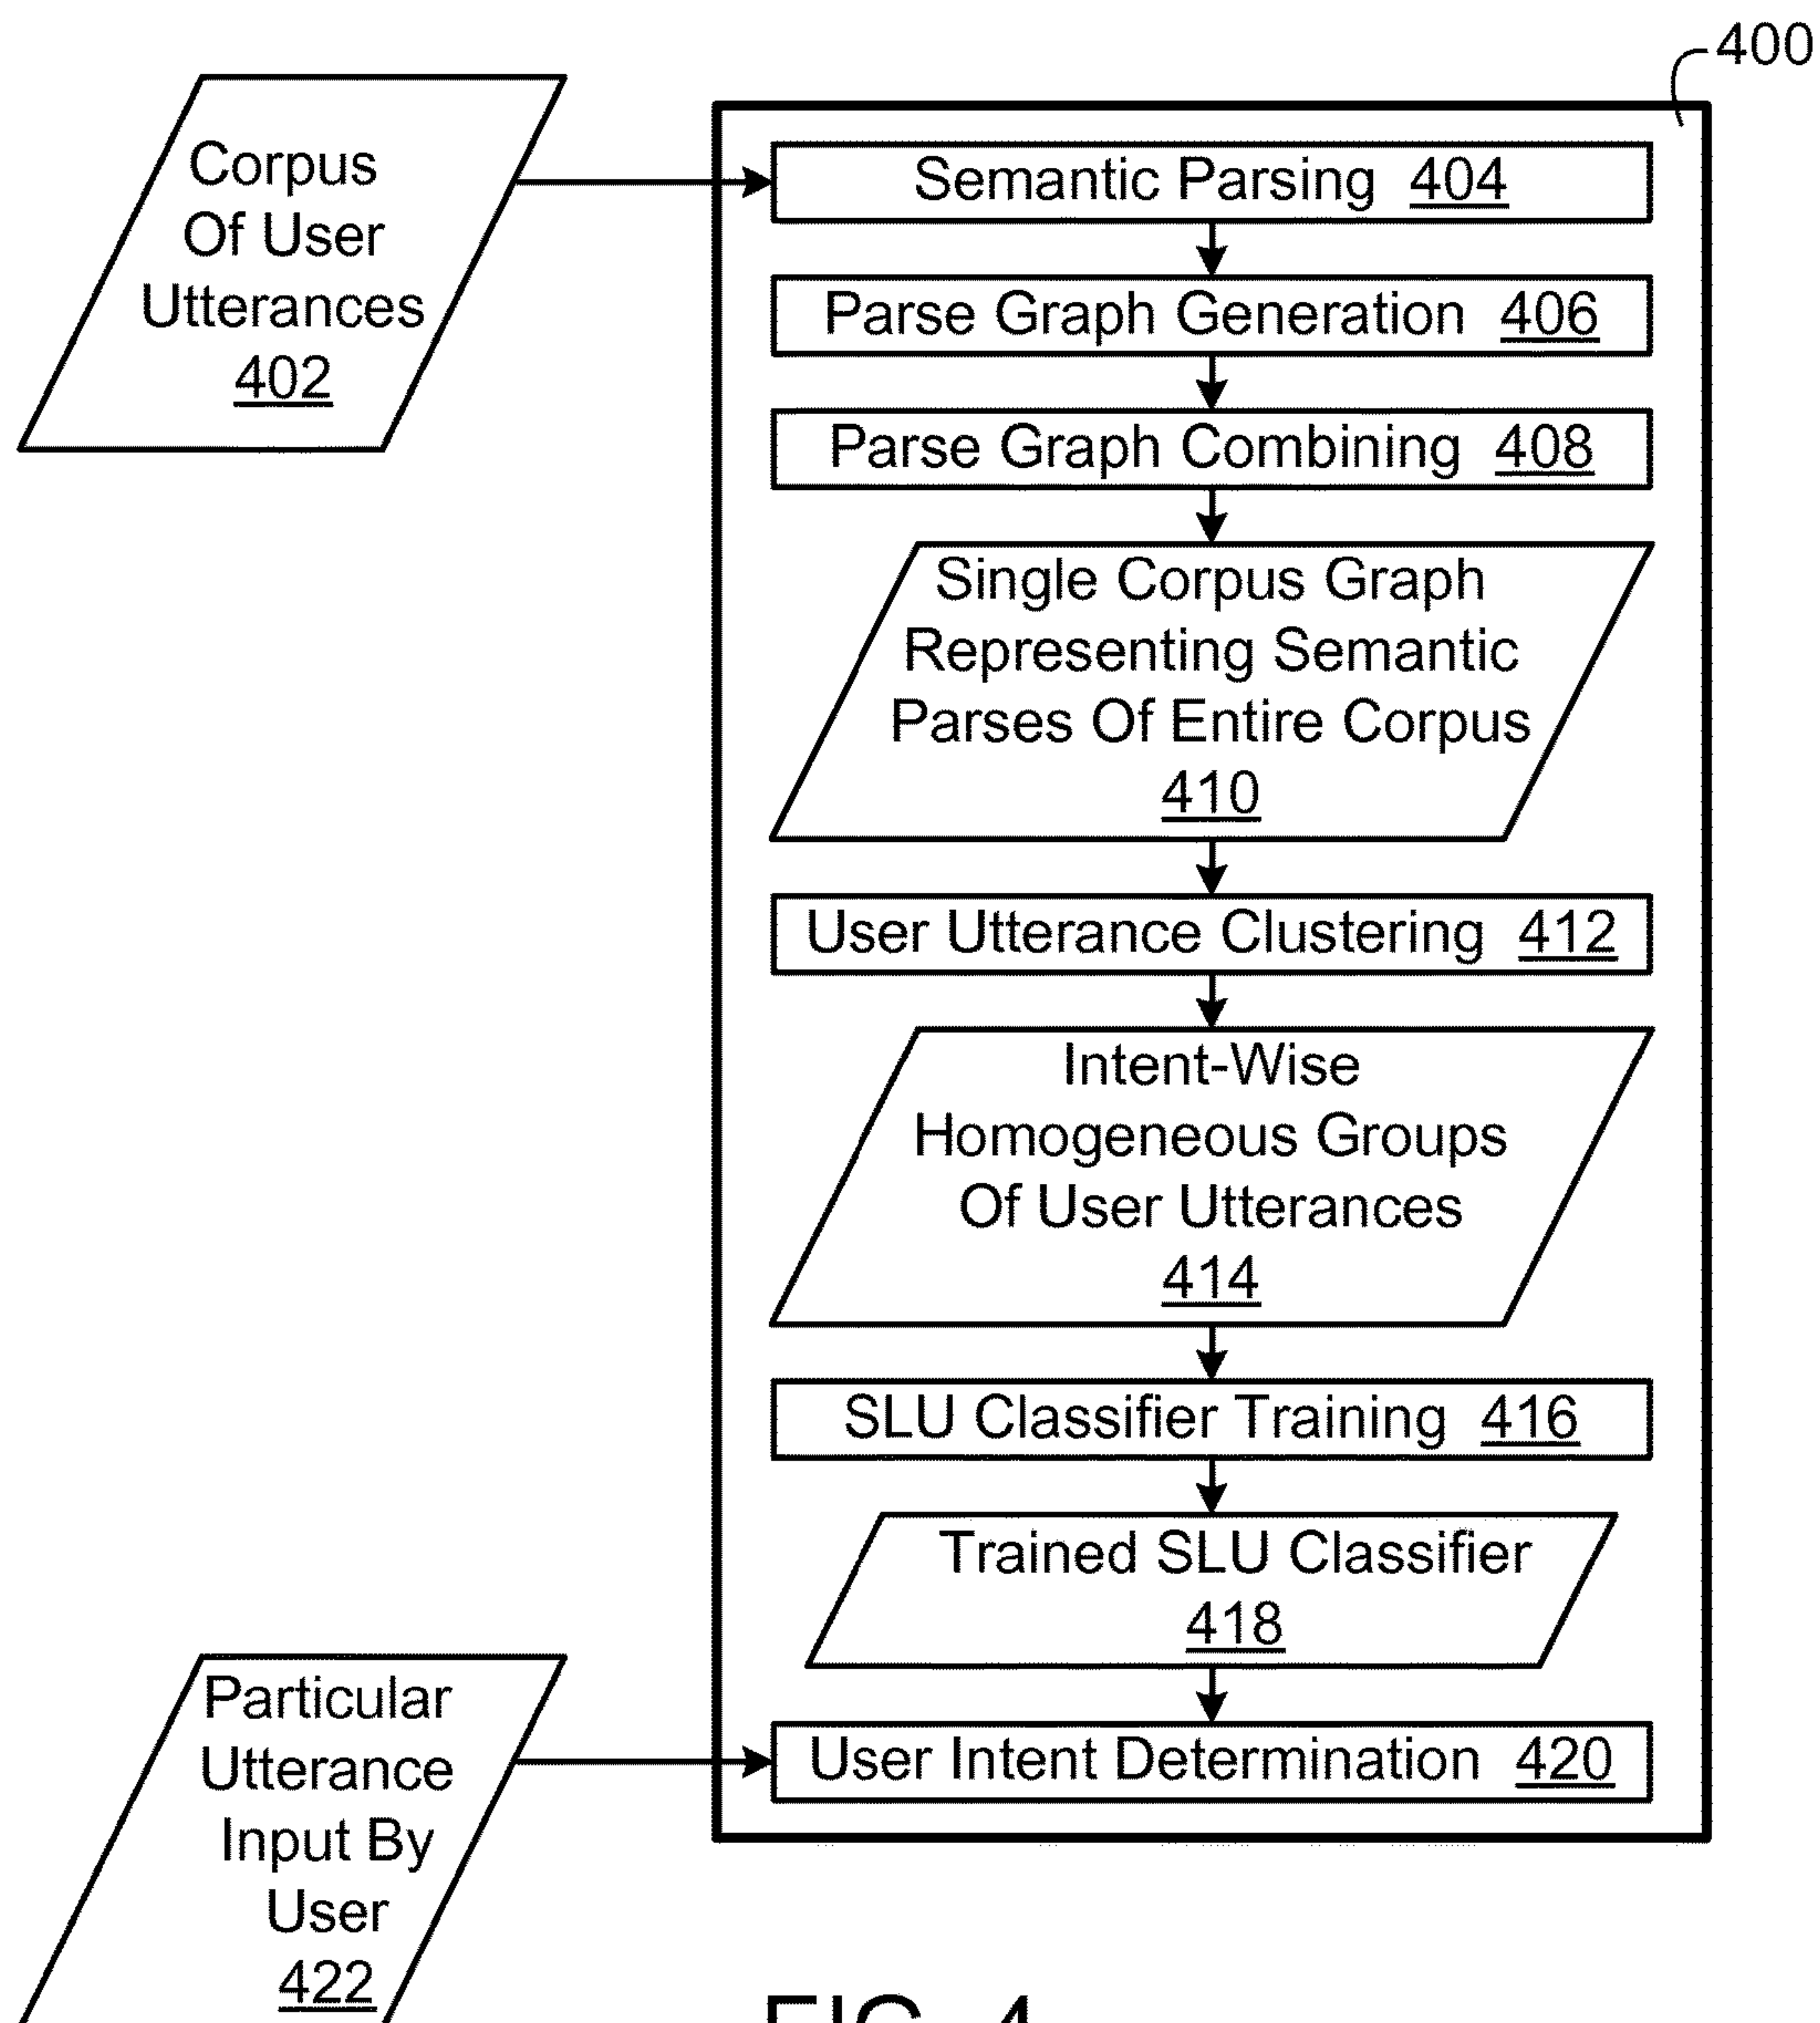 400
Corpus
Of User
Utterances
402
Semantic Parsing 404
Parse Graph Generation 406
Parse Graph Combining 408
Single Corpus Graph
Representing Semantic
Parses Of Entire Corpus
410
User Utterance Clustering 412
Intent-Wise
Homogeneous Groups
Of User Utterances
414
SLU Classifier Training 416
Trained SLU Classifier
418
User Intent Determination 420
Particular
Utterance
Input By
User
422
FIG. 4